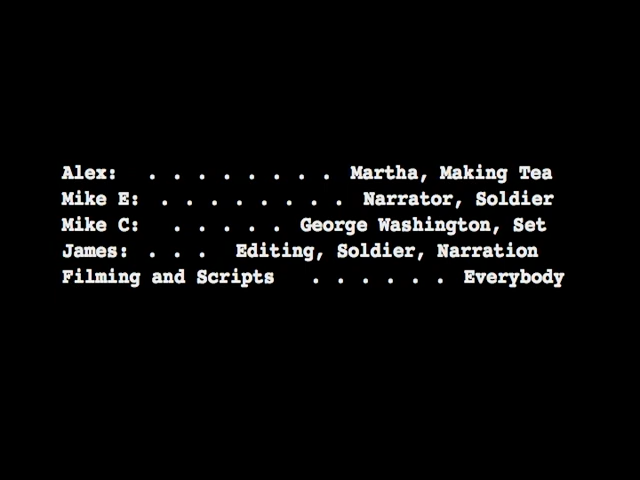 Alex: . . . . . . . . Martha, Making Tea
Mike E: . . . . . . . . Narrator, Soldier
Mike C: . . . . . George Washington, Set
James: . . . Editing, Soldier, Narration
Filming and Scripts . . . . . . Everybody